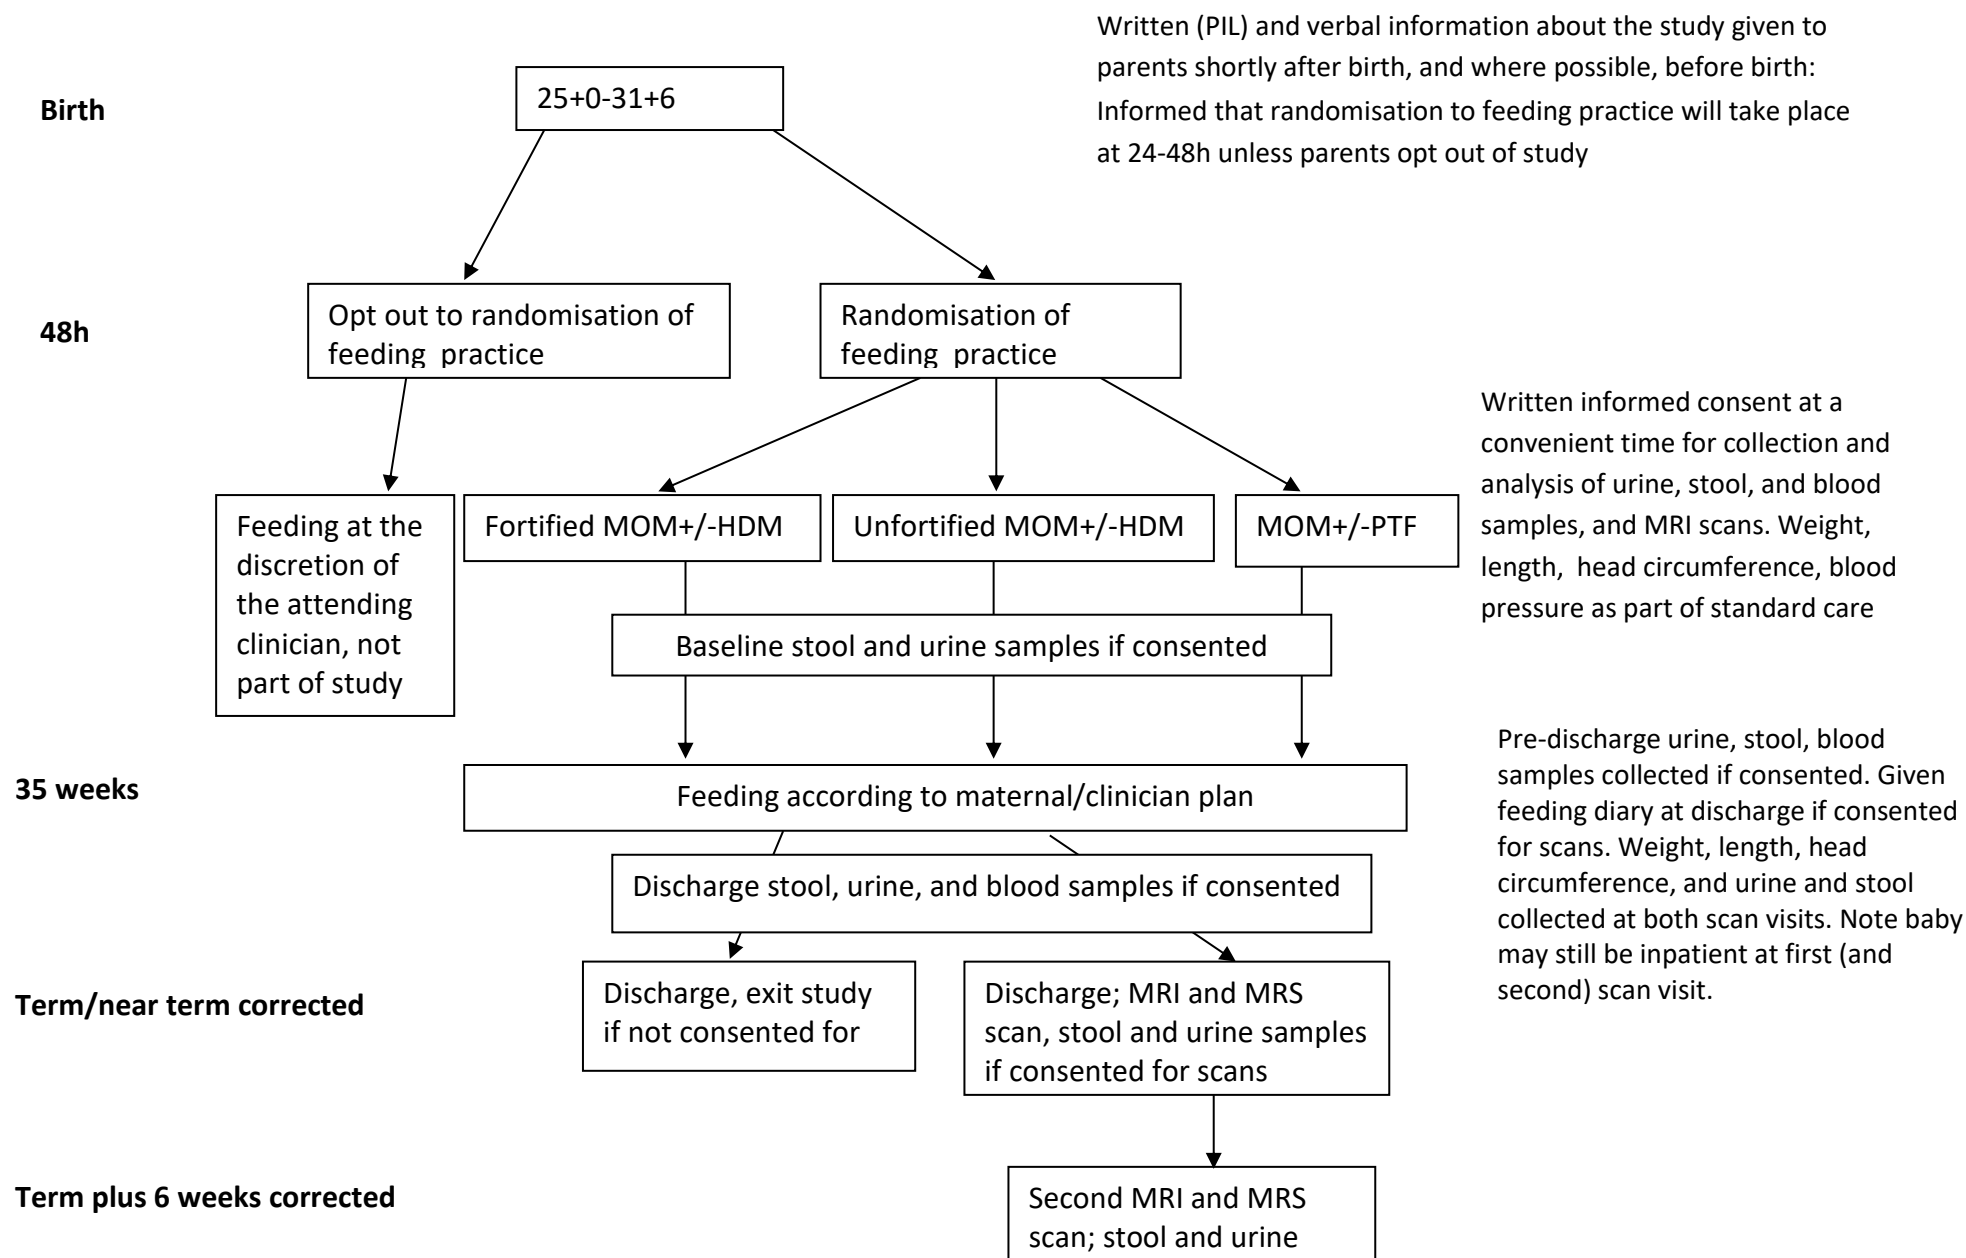 Written (PIL) and verbal information about the study given to
parents shortly after birth, and where possible, before birth:
Informed that randomisation to feeding practice will take place
at 24-48h unless parents opt out of study
Birth
25+0-31+6
48h
Opt out to randomisation of
feeding practice
Randomisation of
feeding practice
Written informed consent at a
convenient time for collection and
analysis of urine, stool, and blood
samples, and MRI scans. Weight,
length, head circumference, blood
pressure as part of standard care
Feeding at the
discretion of
the attending
clinician, not
part of study
Fortified MOM+/-HDM
Unfortified MOM+/-HDM
MOM+/-PTF
Baseline stool and urine samples if consented
35 weeks
Feeding according to maternal/clinician plan
Pre-discharge urine, stool, blood
samples collected if consented. Given
feeding diary at discharge if consented
for scans. Weight, length, head
circumference, and urine and stool
collected at both scan visits. Note baby
may still be inpatient at first (and
second) scan visit.
Discharge stool, urine, and blood samples if consented
Term/near term corrected
Discharge, exit study
if not consented for
Discharge; MRI and MRS
scan, stool and urine samples
if consented for scans
Term plus 6 weeks corrected
Second MRI and MRS
scan; stool and urine